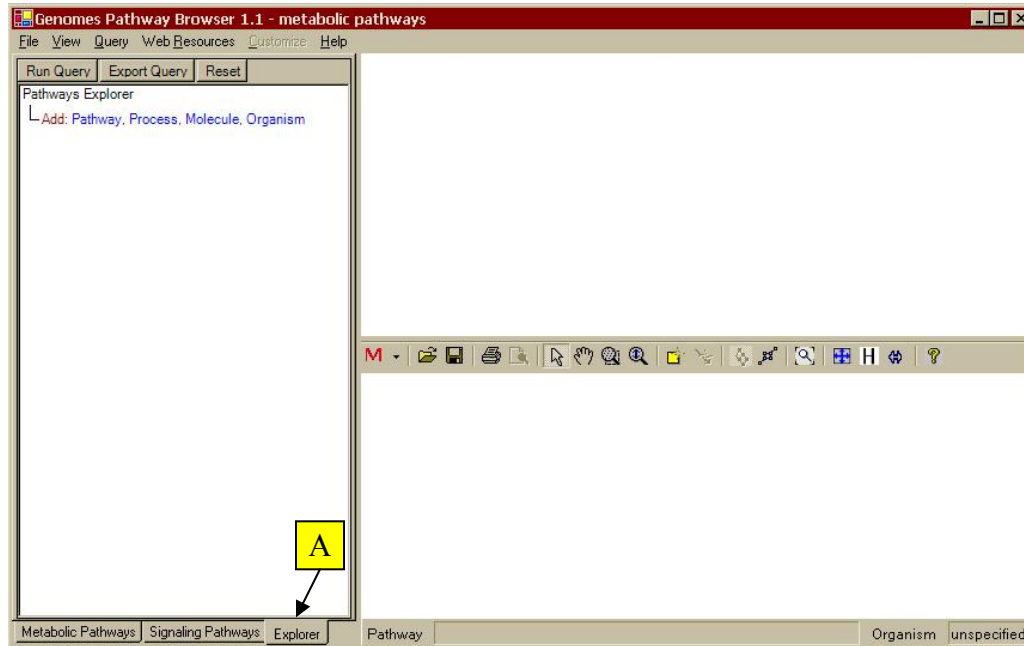 Genomes Pathway Browser 1.1 - metabolic pathways
File View Query Web Resources Customize Help
Run Query Export Query Reset
Pathways Explorer
Add: Pathway, Process, Molecule, Organism
M H ?
A
Metabolic Pathways Signaling Pathways Explorer
Pathway Organism unspecified